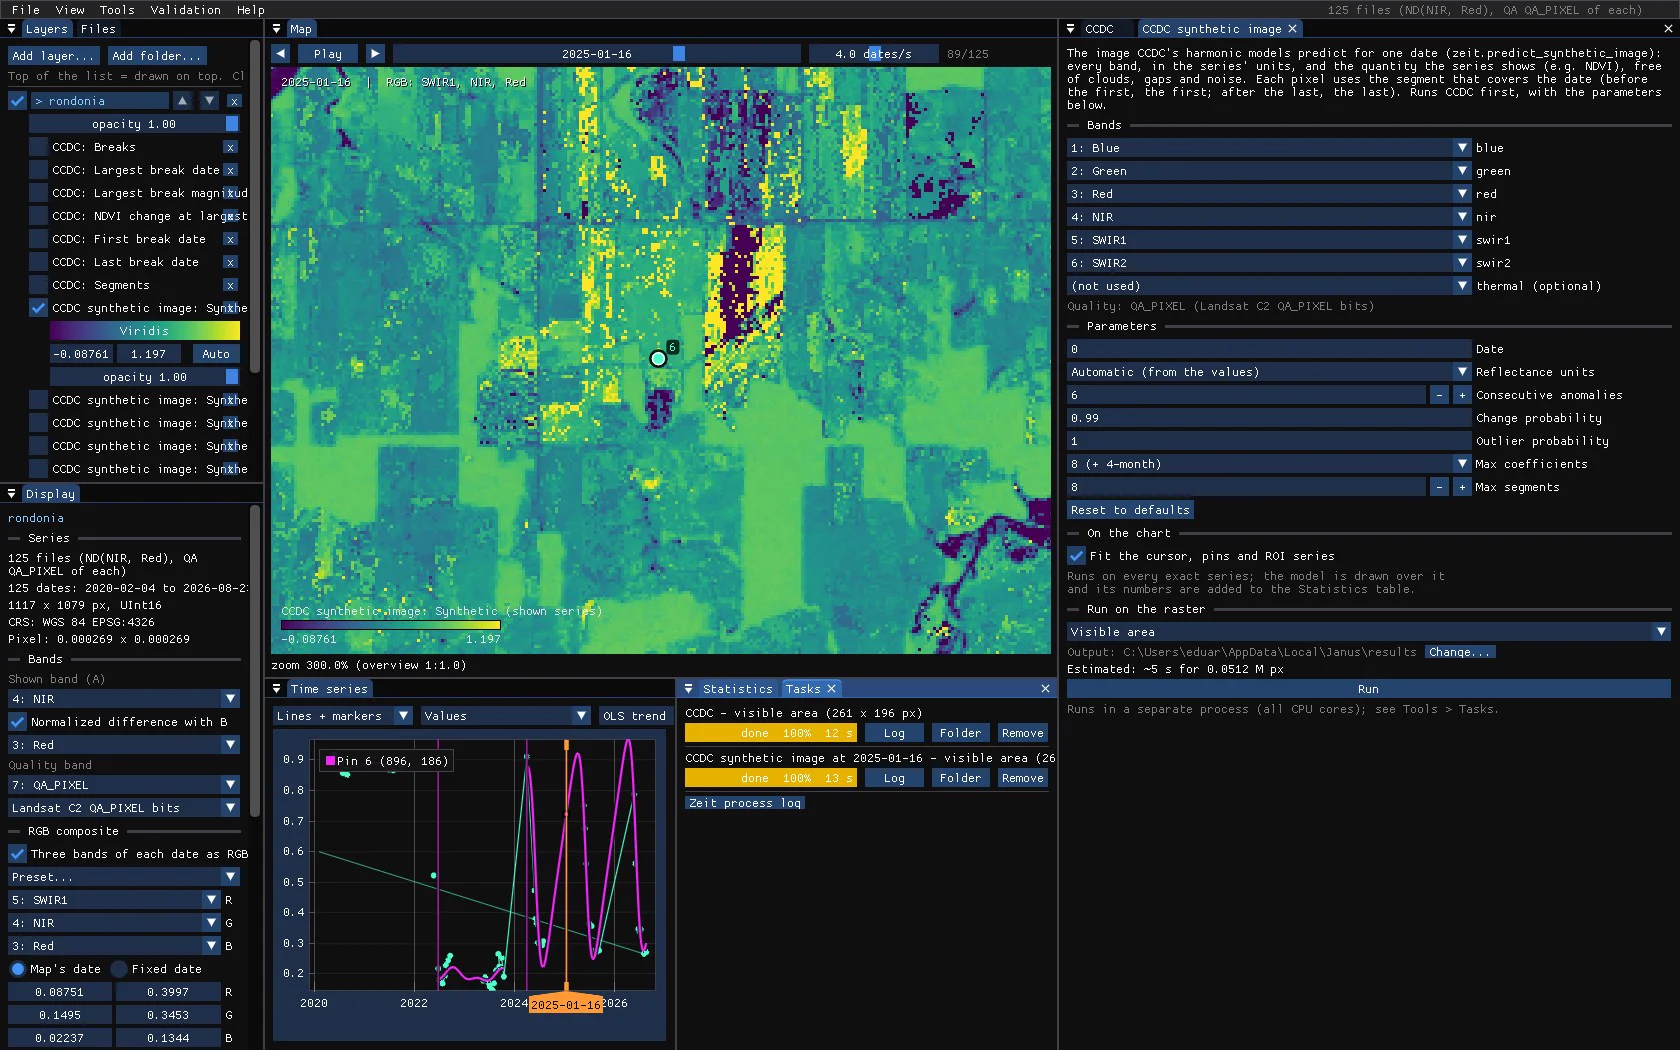 File View Tools Validation Help
125 files (ND(NIR, Red), QA QA_PIXEL of each)
Layers Files
Add layer... Add folder...
Top of the list = drawn on top. Cl
> rondonia x
opacity 1.00
CCDC: Breaks x
CCDC: Largest break date x
CCDC: Largest break magnitud
CCDC: NDVI change at largest
CCDC: First break date x
CCDC: Last break date x
CCDC: Segments x
CCDC synthetic image: Synthe
Viridis
-0.08761 1.197 Auto
opacity 1.00
CCDC synthetic image: Synthe
CCDC synthetic image: Synthe
CCDC synthetic image: Synthe
CCDC synthetic image: Synthe
Display
rondonia
Series
125 files (ND(NIR, Red), QA
QA_PIXEL of each)
125 dates: 2020-02-04 to 2026-08-2
1117 x 1079 px, UInt16
CRS: WGS 84 EPSG:4326
Pixel: 0.000269 x 0.000269
Bands
Shown band (A)
4: NIR
Normalized difference with B
3: Red
Quality band
7: QA_PIXEL
Landsat C2 QA_PIXEL bits
RGB composite
Three bands of each date as RGB
Preset...
5: SWIR1 R
4: NIR G
3: Red B
Map's date Fixed date
0.08751 0.3997 R
0.1495 0.3453 G
0.02237 0.1344 B
Map
Play 2025-01-16 4.0 dates/s 89/125
2025-01-16 | RGB: SWIR1, NIR, Red
6
CCDC synthetic image: Synthetic (shown series)
-0.08761 1.197
zoom 300.0% (overview 1:1.0)
Time series
Lines + markers Values OLS trend
Pin 6 (896, 186)
0.9
0.8
0.7
0.6
0.5
0.4
0.3
0.2
2020 2022 2024 2025-01-16 2026
Statistics Tasks
CCDC - visible area (261 x 196 px)
done 100% 12 s Log Folder Remove
CCDC synthetic image at 2025-01-16 - visible area (26
done 100% 13 s Log Folder Remove
Zeit process log
CCDC CCDC synthetic image
The image CCDC's harmonic models predict for one date (zeit.predict_synthetic_image):
every band, in the series' units, and the quantity the series shows (e.g. NDVI), free
of clouds, gaps and noise. Each pixel uses the segment that covers the date (before
the first, the first; after the last, the last). Runs CCDC first, with the parameters
below.
Bands
1: Blue blue
2: Green green
3: Red red
4: NIR nir
5: SWIR1 swir1
6: SWIR2 swir2
(not used) thermal (optional)
Quality: QA_PIXEL (Landsat C2 QA_PIXEL bits)
Parameters
0 Date
Automatic (from the values) Reflectance units
6 - + Consecutive anomalies
0.99 Change probability
1 Outlier probability
8 (+ 4-month) Max coefficients
8 - + Max segments
Reset to defaults
On the chart
Fit the cursor, pins and ROI series
Runs on every exact series; the model is drawn over it
and its numbers are added to the Statistics table.
Run on the raster
Visible area
Output: C:\Users\eduar\AppData\Local\Janus\results Change...
Estimated: ~5 s for 0.0512 M px
Run
Runs in a separate process (all CPU cores); see Tools > Tasks.